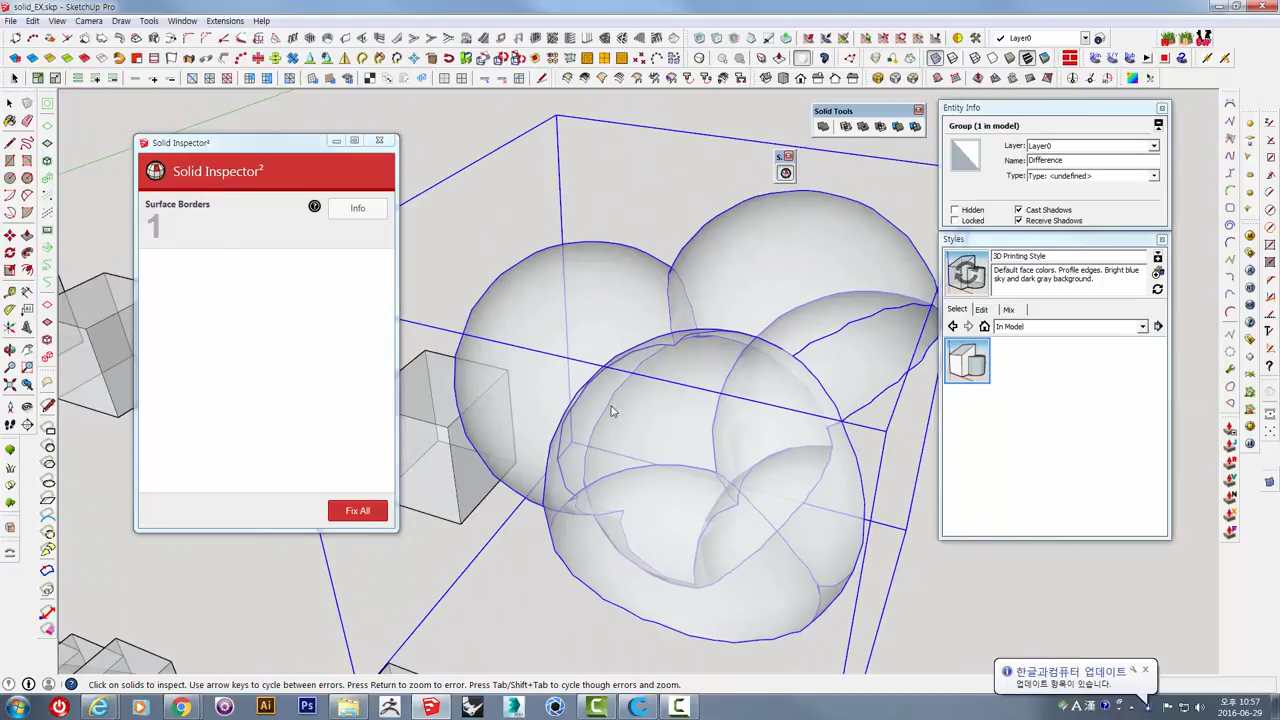 solid_EX.skp - SketchUp Pro
File Edit View Camera Draw Tools Window Extensions Help
Layer0
Solid Tools
Entity Info
Group (1 in model)
Layer: Layer0
Name: Difference
Type: Type: <undefined>
Hidden
Cast Shadows
Locked
Receive Shadows
S.
Solid Inspector²
Solid Inspector²
Surface Borders
Info
1
Fix All
Styles
3D Printing Style
Default face colors. Profile edges. Bright blue
sky and dark gray background.
Select Edit Mix
In Model
한글과컴퓨터 업데이트
업데이트 항목이 있습니다.
Click on solids to inspect. Use arrow keys to cycle between errors. Press Return to zoom to error. Press Tab/Shift+Tab to cycle though errors and zoom.
Ai
Ps
A 漢
오후 10:57
2016-06-29